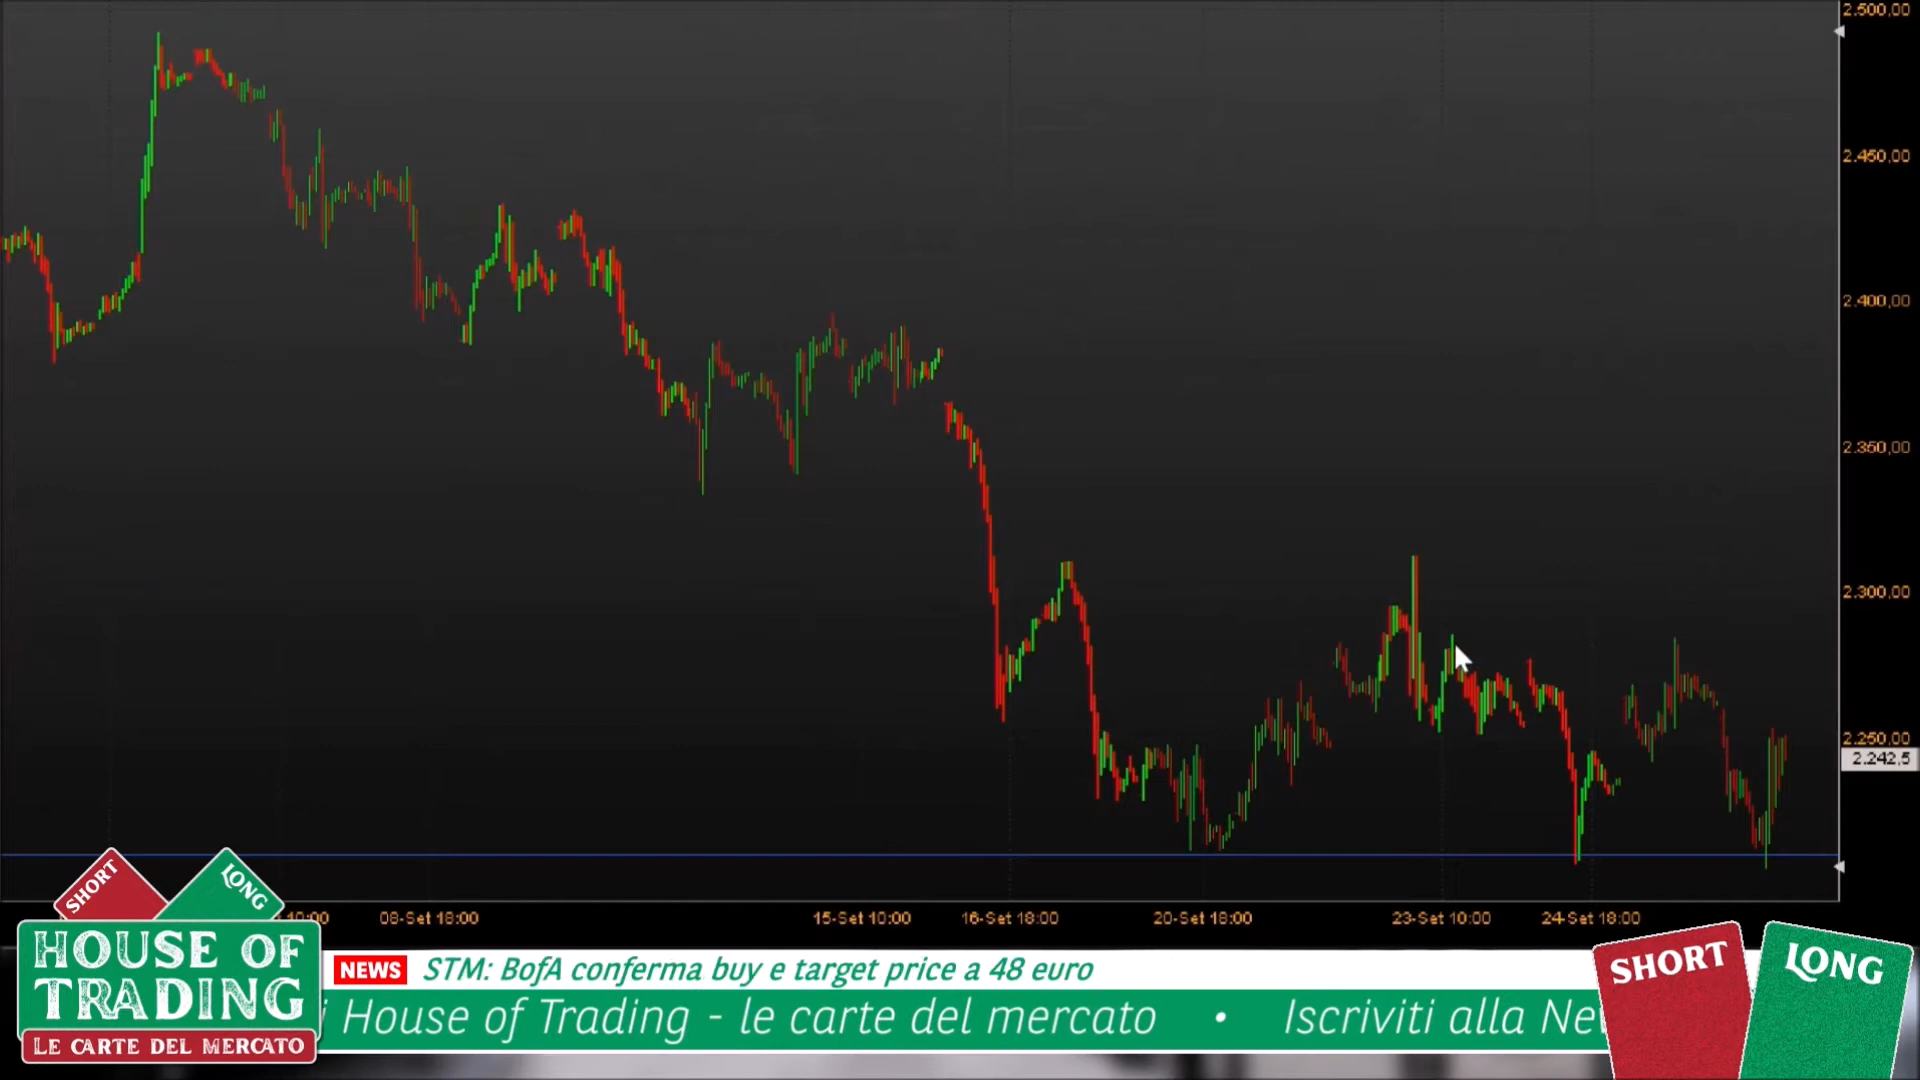 2.500,00
2.450,00
2.400,00
2.350,00
2.300,00
2.250,00
2.242,5
10:00
08-Set 18:00
15-Set 10:00
16-Set 18:00
20-Set 18:00
23-Set 10:00
24-Set 18:00
SHORT
LONG
HOUSE OF
TRADING
LE CARTE DEL MERCATO
NEWS STM: BofA conferma buy e target price a 48 euro
i House of Trading - le carte del mercato • Iscriviti alla Ne
SHORT
LONG